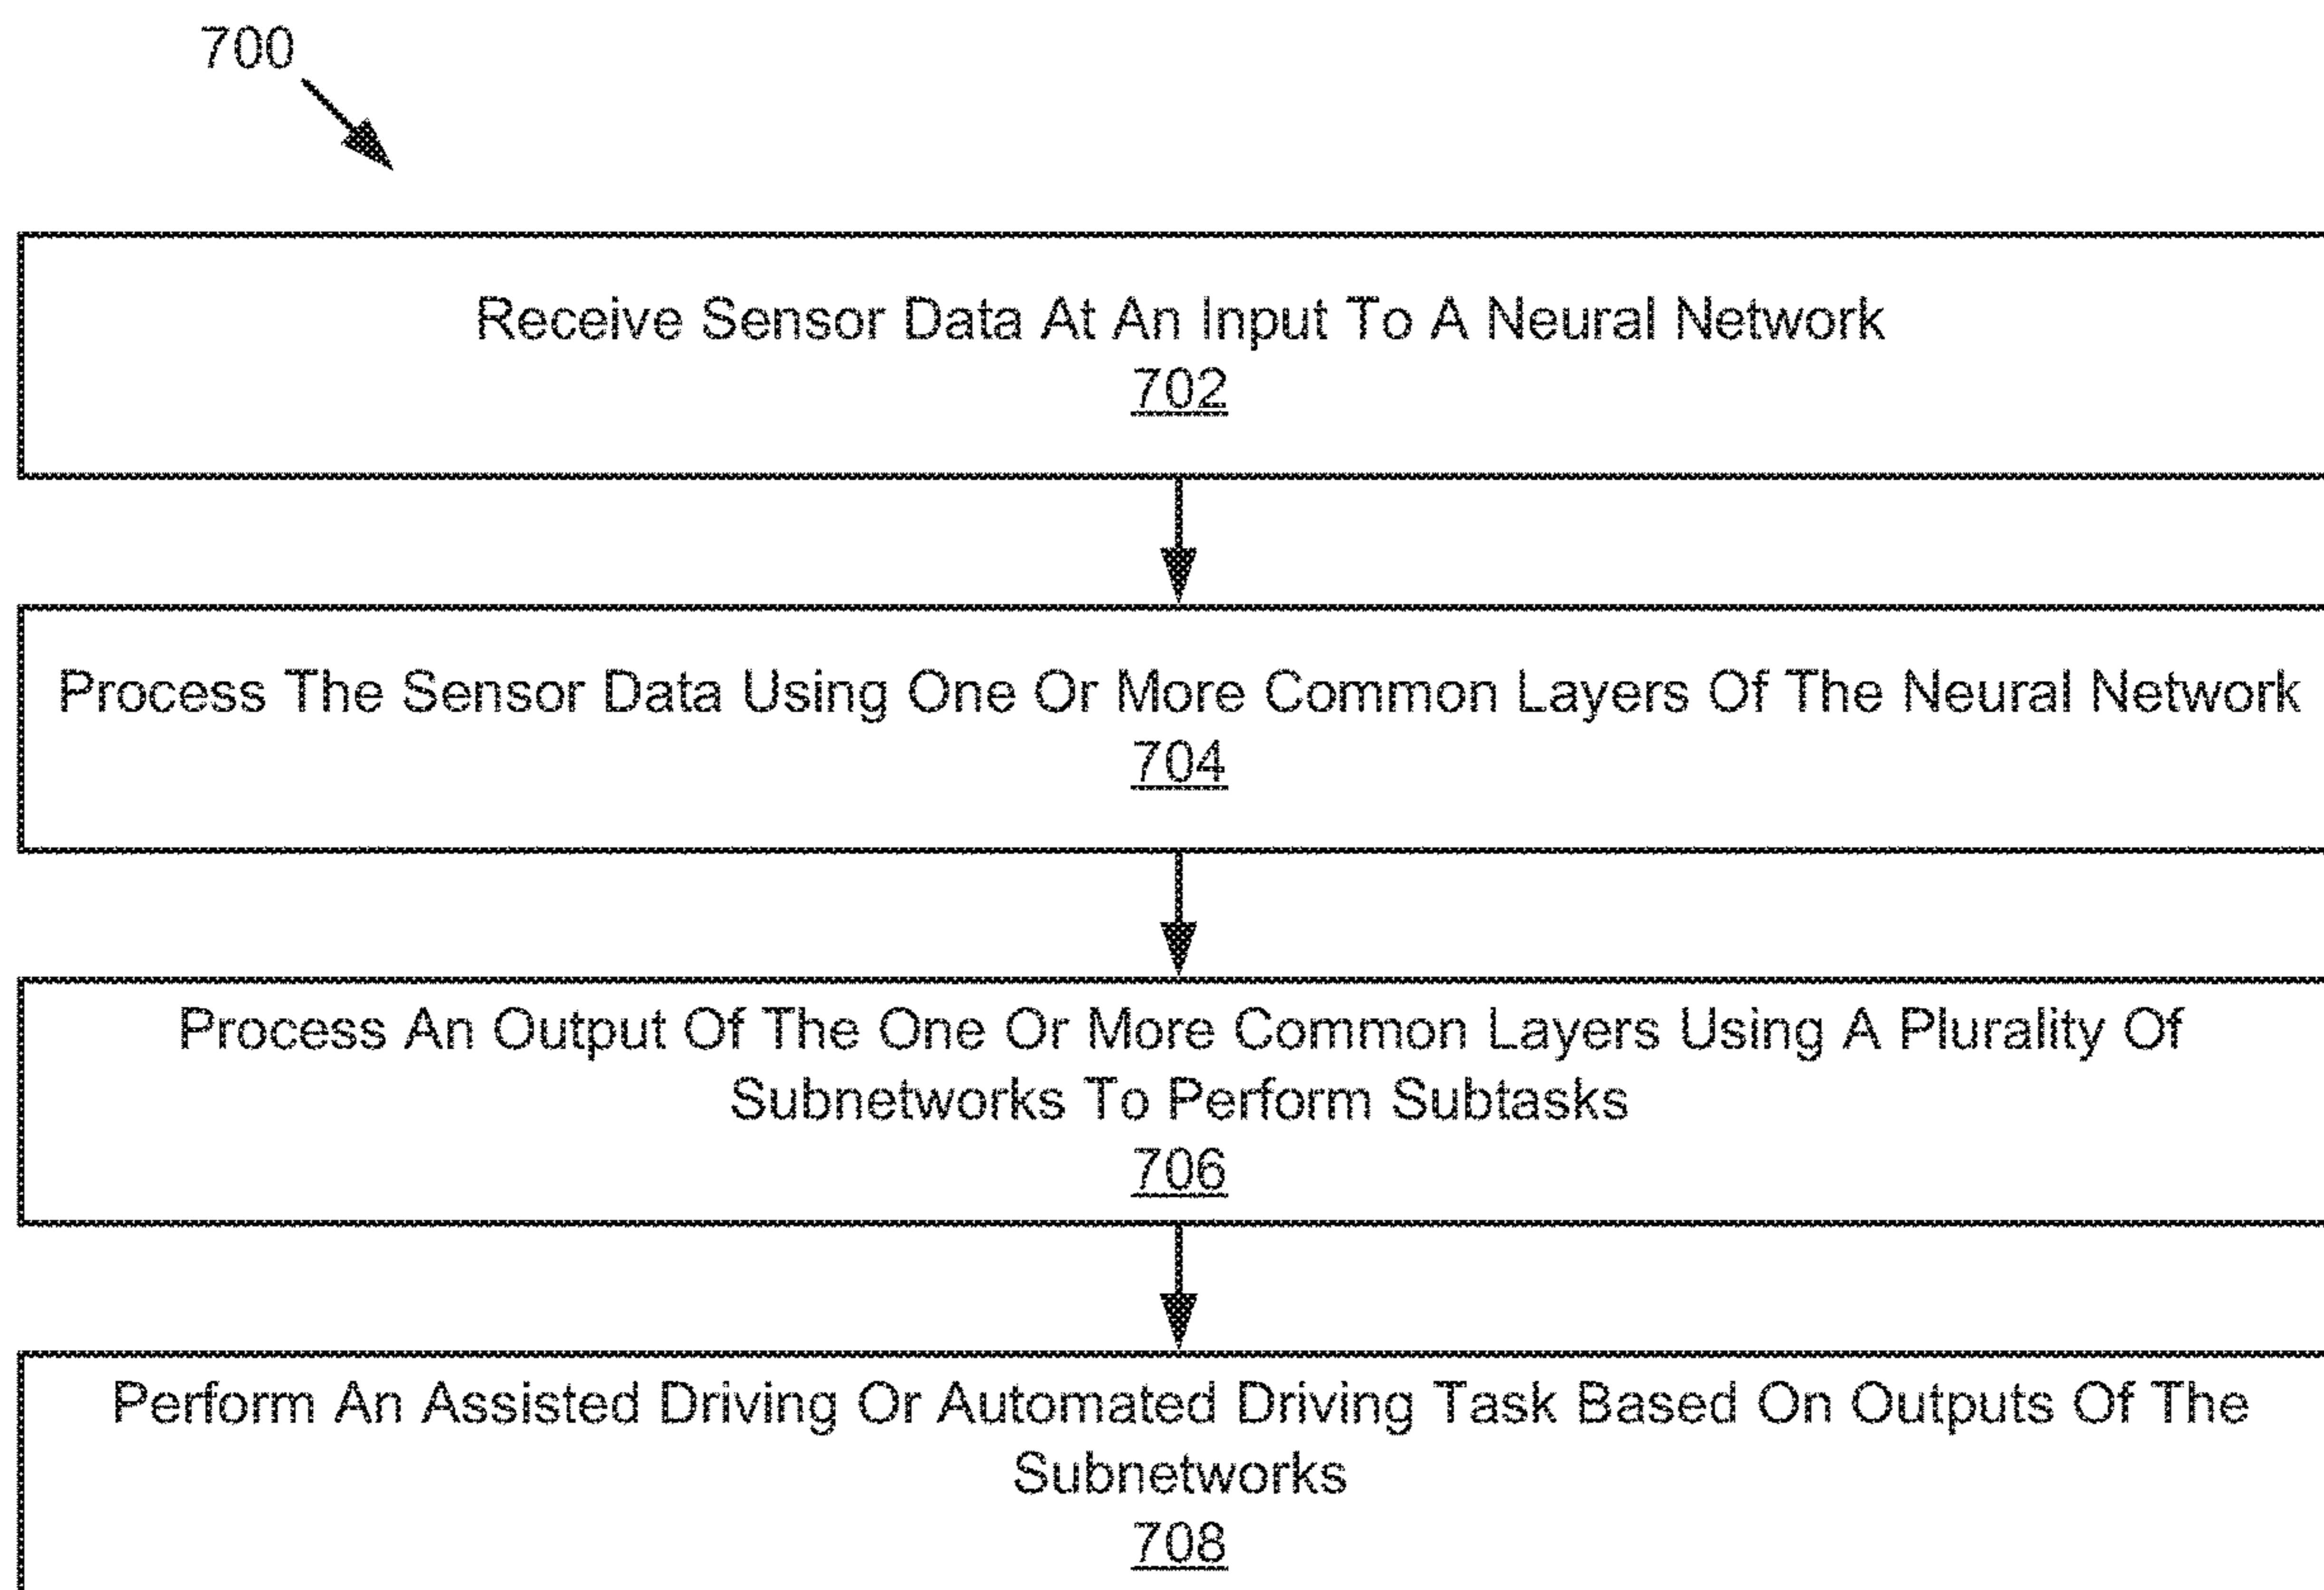 700
Receive Sensor Data At An Input To A Neural Network
702
Process The Sensor Data Using One Or More Common Layers Of The Neural Network
704
Process An Output Of The One Or More Common Layers Using A Plurality Of
Subnetworks To Perform Subtasks
706
Perform An Assisted Driving Or Automated Driving Task Based On Outputs Of The
Subnetworks
708